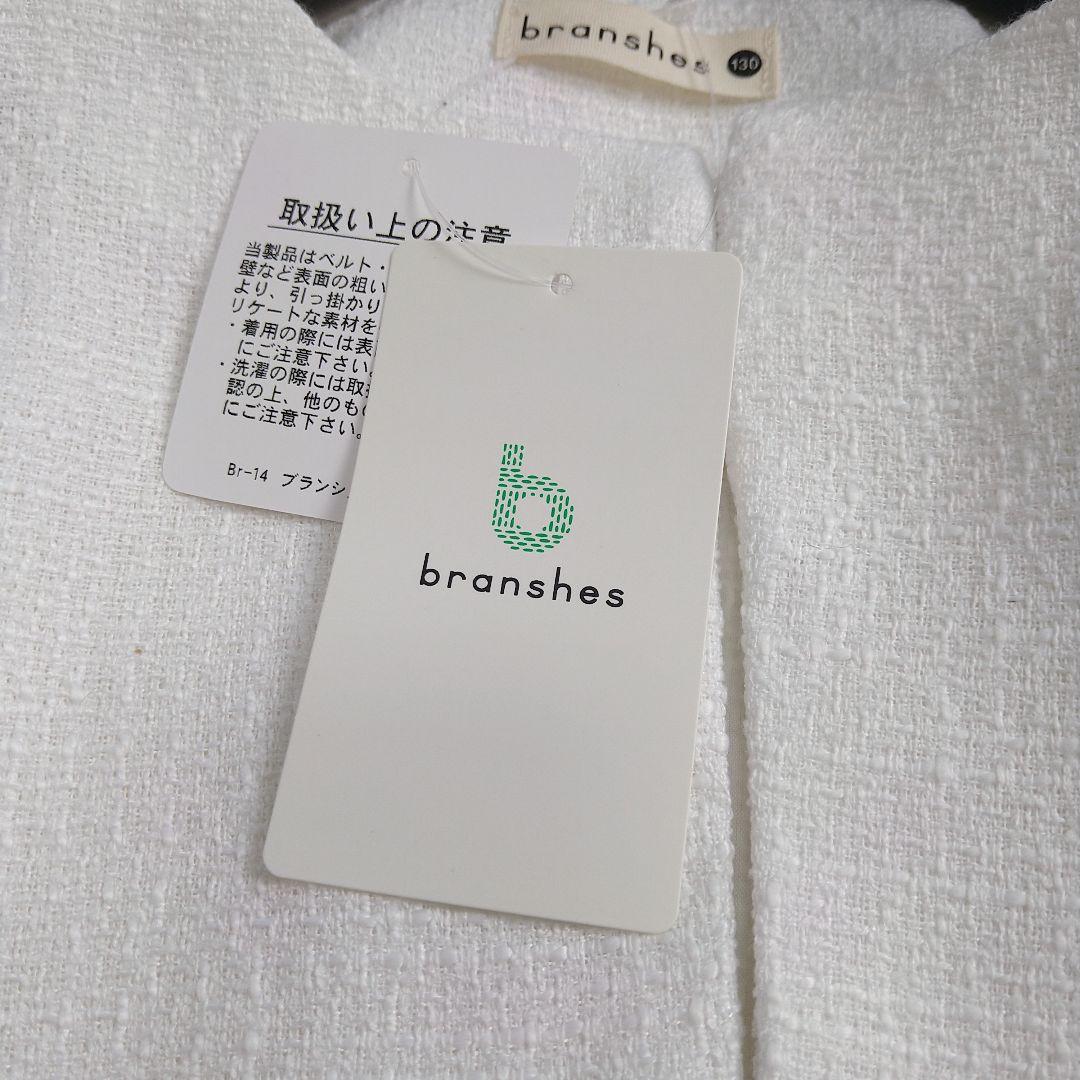 branshes
130
取扱い上の注意
当製品はベルト・
壁など表面の粗い
より、引っ掛かり
リケートな素材を
・着用の際には表
にご注意下さい。
・洗濯の際には取
認の上、他のもの
にご注意下さい。
Br-14 ブランシ
b
branshes